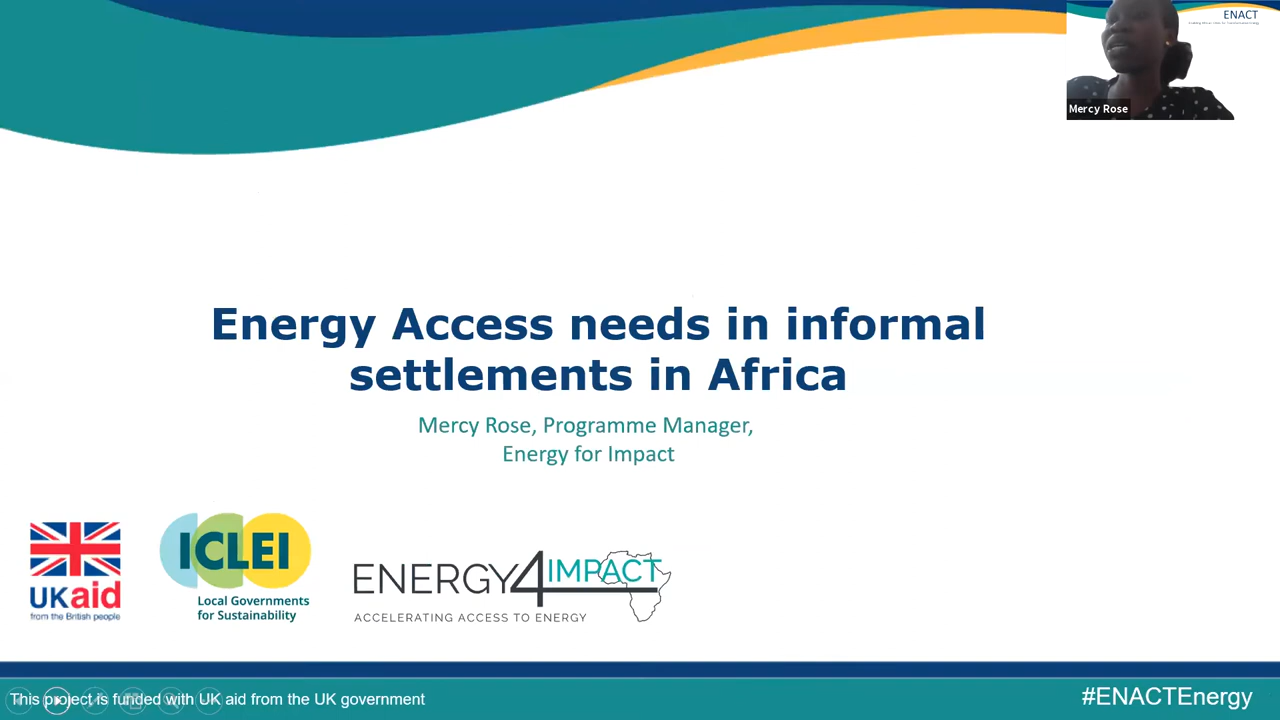 ENACT
Mercy Rose
Energy Access needs in informal
settlements in Africa
Mercy Rose, Programme Manager,
Energy for Impact
UKaid
from the British people
ICLEI
Local Governments
for Sustainability
ENERGY4IMPACT
ACCELERATING ACCESS TO ENERGY
This project is funded with UK aid from the UK government
#ENACTEnergy